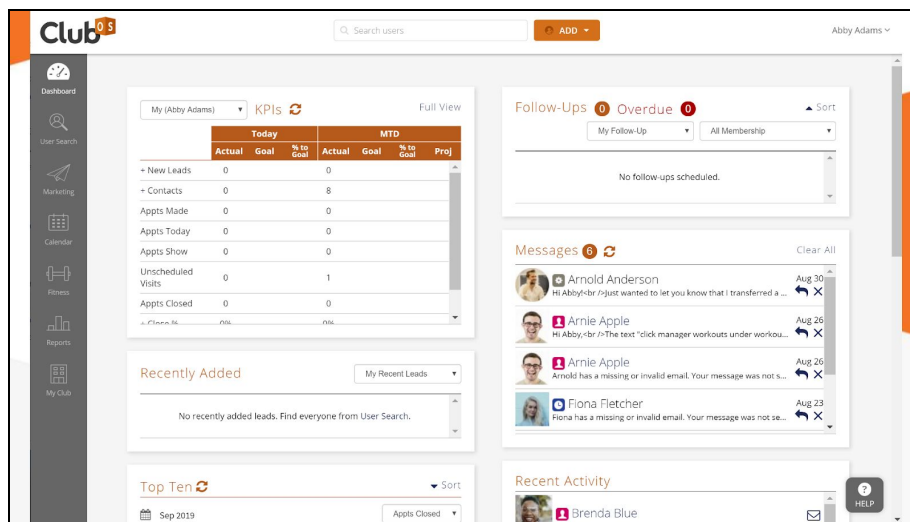 Club OS
Search users
ADD
Abby Adams
Dashboard
User Search
Marketing
Calendar
Fitness
Reports
My Club
My (Abby Adams)
KPIs
Full View
Today
MTD
Actual Goal % to Goal Actual Goal % to Goal Proj
+ New Leads 0 0
+ Contacts 0 8
Appts Made 0 0
Appts Today 0 0
Appts Show 0 0
Unscheduled Visits 0 1
Appts Closed 0 0
+ Close % 0% 0%
Recently Added
My Recent Leads
No recently added leads. Find everyone from User Search.
Top Ten
Sort
Sep 2019
Appts Closed
Follow-Ups 0 Overdue 0
Sort
My Follow-Up
All Membership
No follow-ups scheduled.
Messages 6
Clear All
Arnold Anderson
Aug 30
Hi Abby!<br />Just wanted to let you know that I transferred a ...
Arnie Apple
Aug 26
Hi Abby,<br />The text "click manager workouts under workou...
Arnie Apple
Aug 26
Arnold has a missing or invalid email. Your message was not s...
Fiona Fletcher
Aug 23
Fiona has a missing or invalid email. Your message was not se...
Recent Activity
Brenda Blue
? HELP